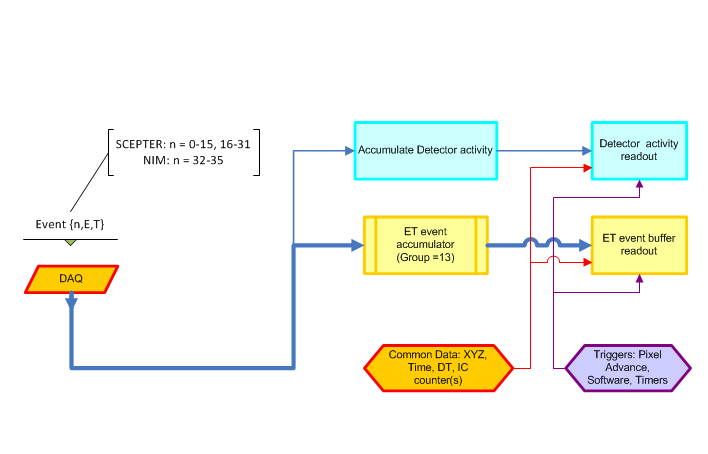 SCEPTER: n = 0-15, 16-31
NIM: n = 32-35
Event {n,E,T}
DAQ
Accumulate Detector activity
Detector activity
readout
ET event
accumulator
(Group =13)
ET event buffer
readout
Common Data: XYZ,
Time, DT, IC
counter(s)
Triggers: Pixel
Advance,
Software, Timers